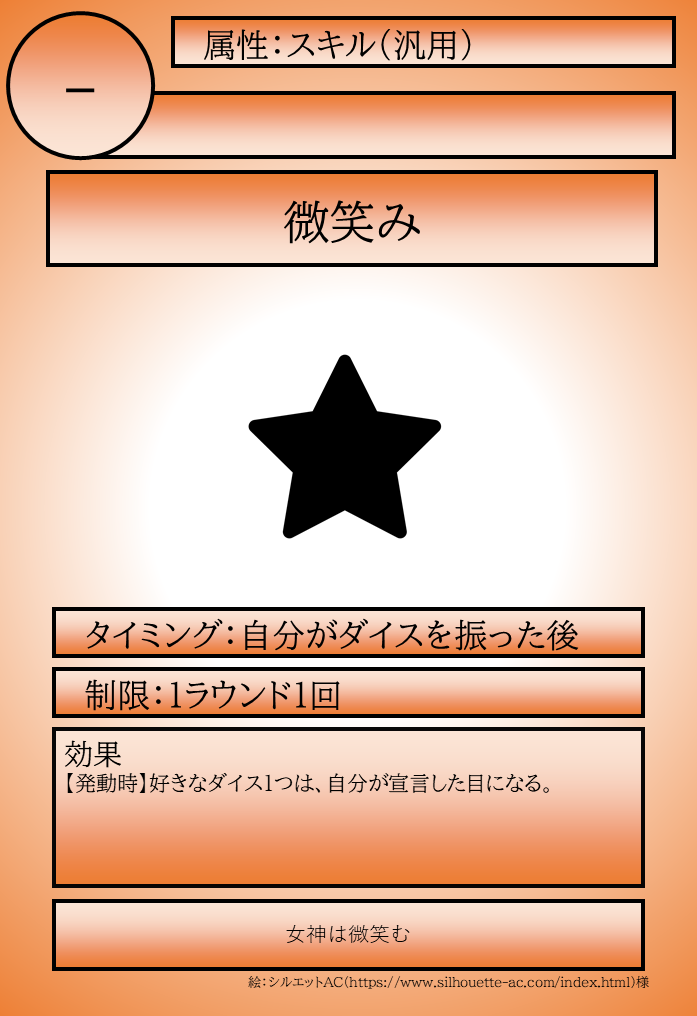 属性：スキル（汎用）
－
微笑み
タイミング：自分がダイスを振った後
制限：1ラウンド1回
効果
【発動時】好きなダイス1つは、自分が宣言した目になる。
女神は微笑む
絵：シルエットAC（https://www.silhouette-ac.com/index.html）様